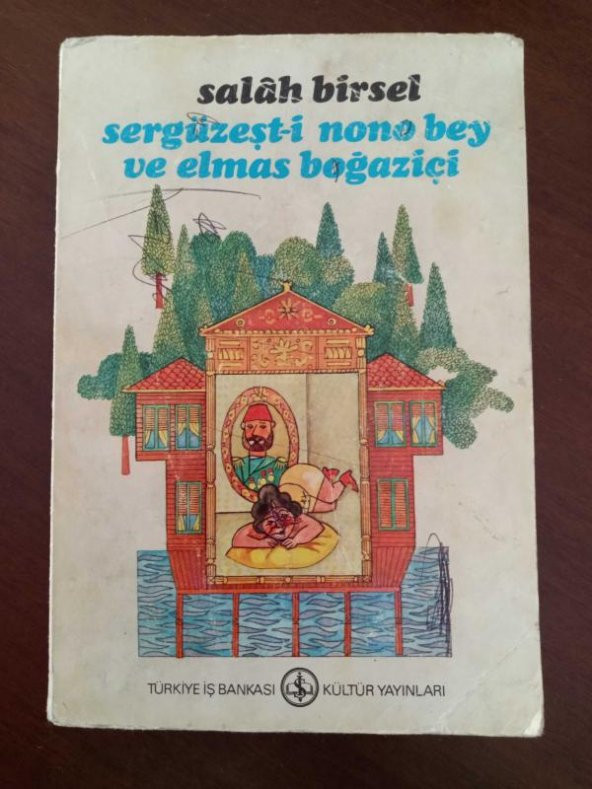 salâh birsel
sergüzeşt-i nono bey
ve elmas boğaziçi
TÜRKİYE İŞ BANKASI KÜLTÜR YAYINLARI